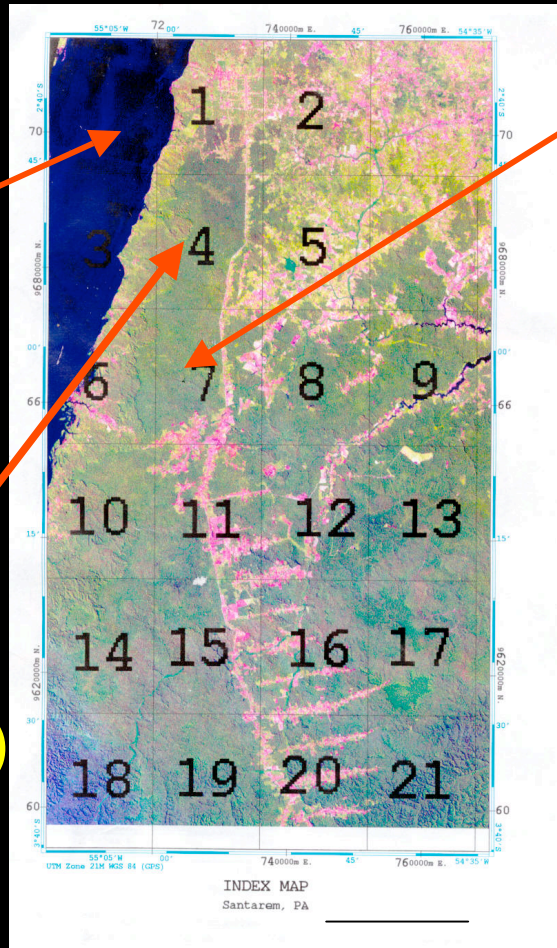 72 00' 740000m E. 45' 760000m E. 54°35'W
55°05'W
2°40'S 2°40'S
1 2
70 70
45' 45'
3 4 5
9680000m N. 9680000m N.
00' 00'
6 7 8 9
66 66
10 11 12 13
15' 15'
14 15 16 17
9620000m N. 9620000m N.
30' 30'
18 19 20 21
60 60
3°40'S 3°40'S
55°05'W 00' 740000m E. 45' 760000m E. 54°35'W
UTM Zone 21M WGS 84 (GPS)
INDEX MAP
Santarem, PA